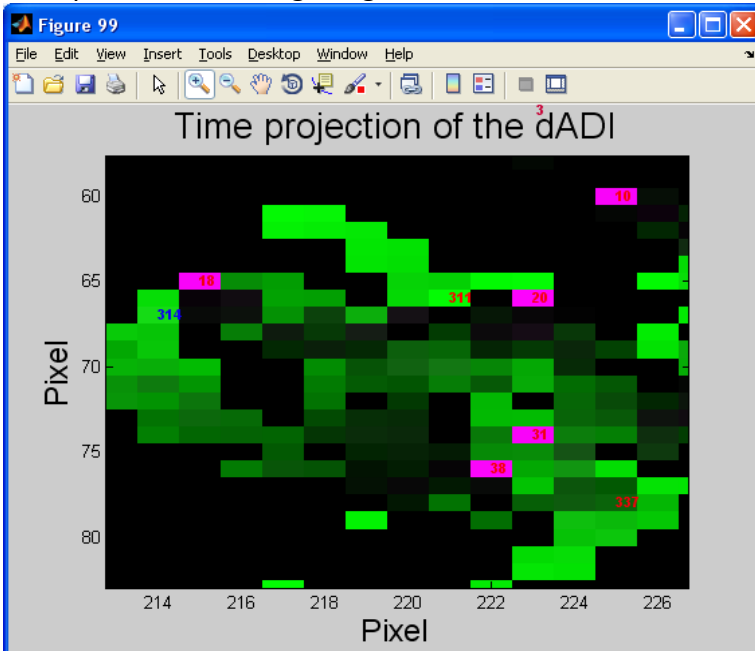 Figure 99
File Edit View Insert Tools Desktop Window Help
3
Time projection of the dADI
60
10
65
18
311
20
314
Pixel
70
75
31
38
337
80
214 216 218 220 222 224 226
Pixel